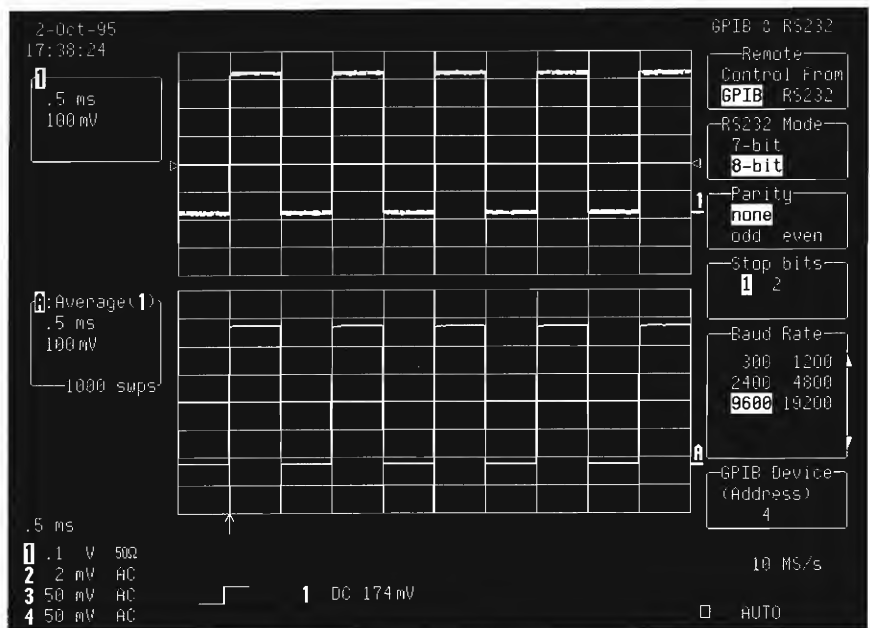 2-Oct-95
17:38:24
1
.5 ms
100 mV
A:Average(1)
.5 ms
100 mV
1000 swps
1
A
.5 ms
1 .1 V 50Ω
2 2 mV AC
3 50 mV AC
4 50 mV AC
1 DC 174 mV
GPIB & RS232
Remote
Control From
GPIB RS232
RS232 Mode
7-bit
8-bit
Parity
none
odd even
Stop bits
1 2
Baud Rate
300 1200
2400 4800
9600 19200
GPIB Device
(Address)
4
10 MS/s
AUTO